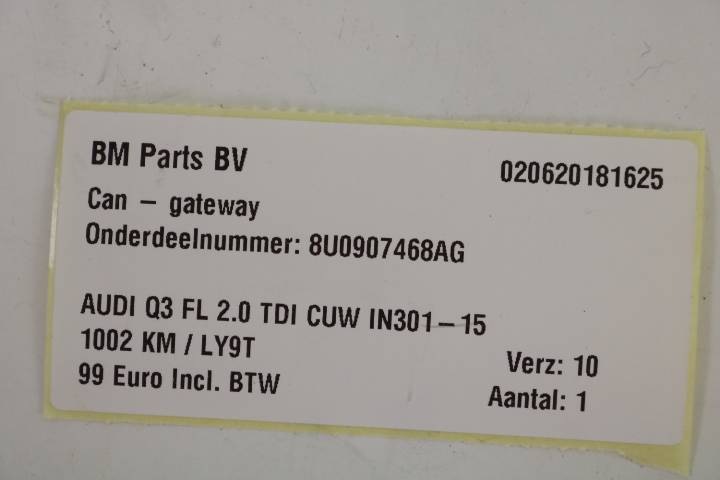 BM Parts BV 020620181625
Can - gateway
Onderdeelnummer: 8U0907468AG
AUDI Q3 FL 2.0 TDI CUW IN301-15
1002 KM / LY9T Verz: 10
99 Euro Incl. BTW Aantal: 1